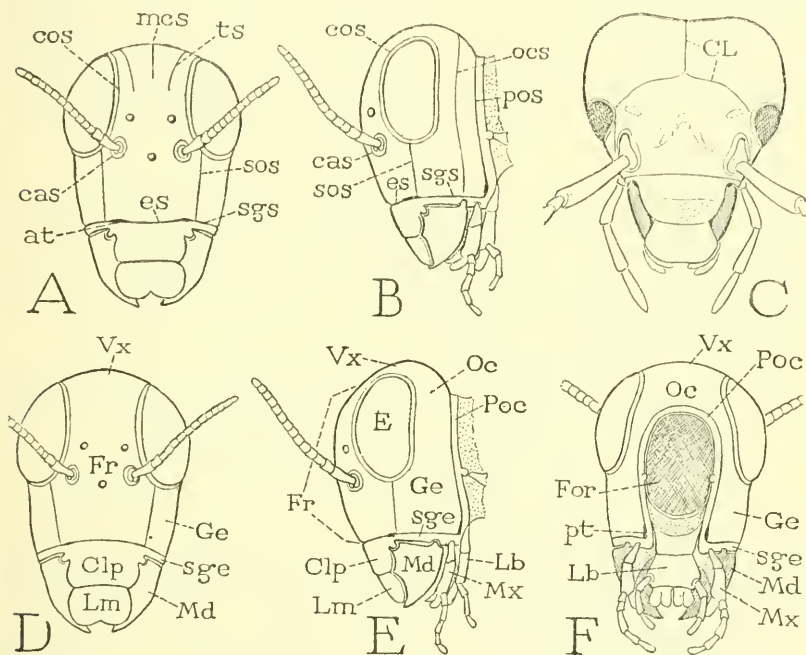 mcs
cos
ts
cas
sos
es
sgs
at
A
cos
ocs
pos
cas
sos
es
sgs
B
CL
C
Vx
Fr
Ge
Clp
sge
Lm
Md
D
Vx
Oc
E
Poc
Fr
Ge
sge
Clp
Md
Lb
Lm
Mx
E
Vx
Poc
Oc
For
Ge
pt
sge
Lb
Md
Mx
F